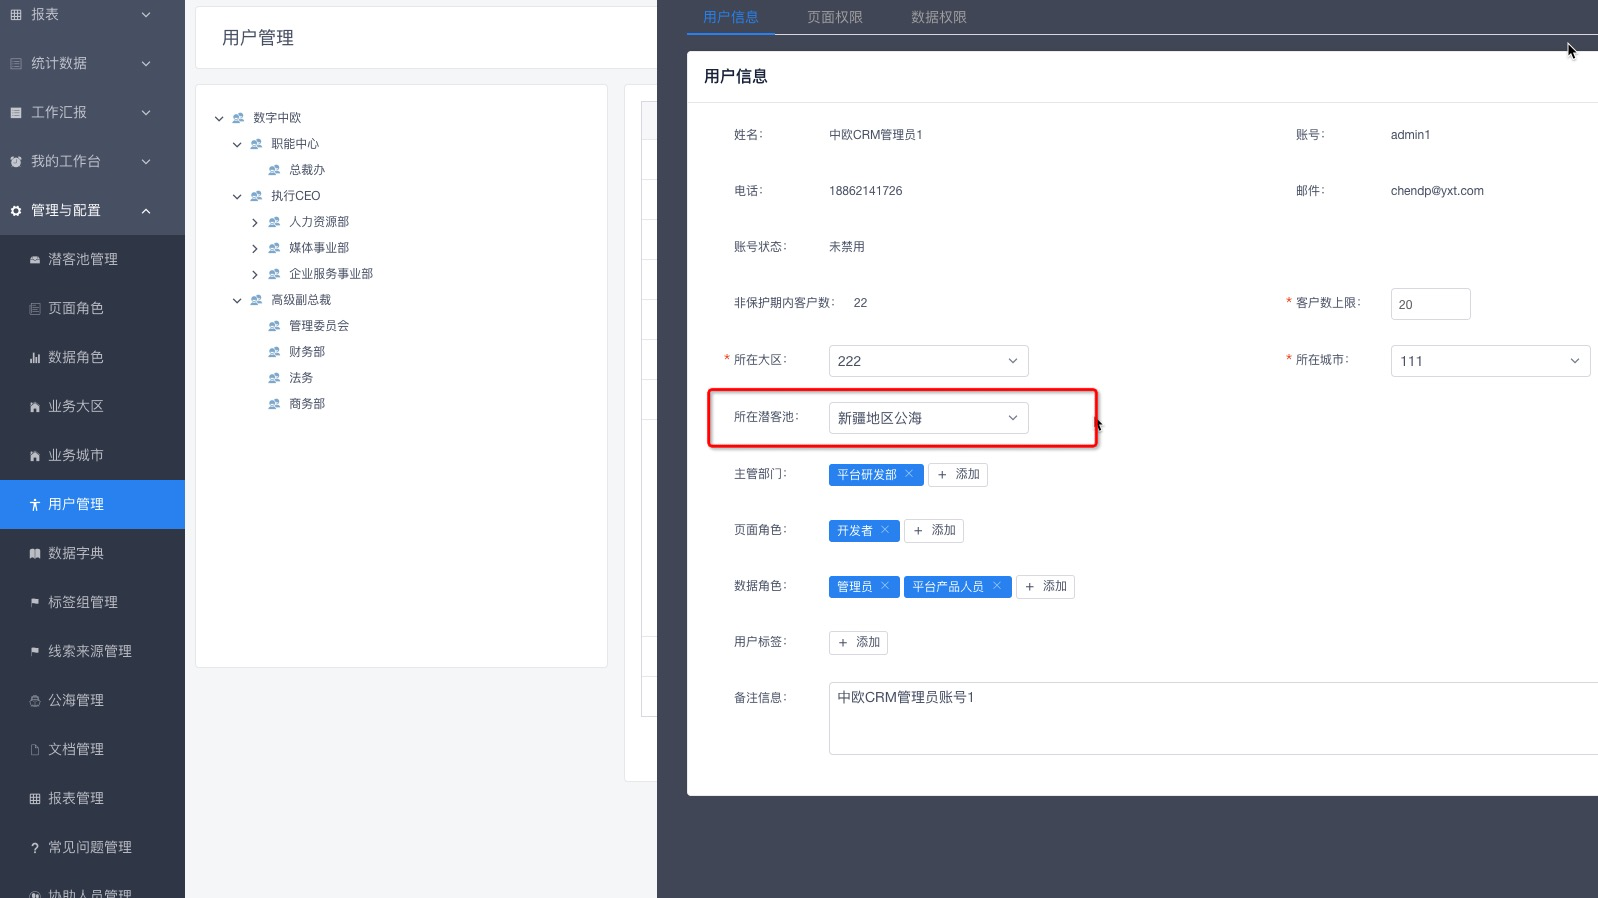 报表
统计数据
工作汇报
我的工作台
管理与配置
潜客池管理
页面角色
数据角色
业务大区
业务城市
用户管理
数据字典
标签组管理
线索来源管理
公海管理
文档管理
报表管理
常见问题管理
协助人员管理
用户管理
数字中欧
职能中心
总裁办
执行CEO
人力资源部
媒体事业部
企业服务事业部
高级副总裁
管理委员会
财务部
法务
商务部
用户信息 页面权限 数据权限
用户信息
姓名: 中欧CRM管理员1 账号: admin1
电话: 18862141726 邮件: chendp@yxt.com
账号状态: 未禁用
非保护期内客户数: 22 * 客户数上限: 20
* 所在大区: 222 * 所在城市: 111
所在潜客池: 新疆地区公海
主管部门: 平台研发部 × + 添加
页面角色: 开发者 × + 添加
数据角色: 管理员 × 平台产品人员 × + 添加
用户标签: + 添加
备注信息: 中欧CRM管理员账号1